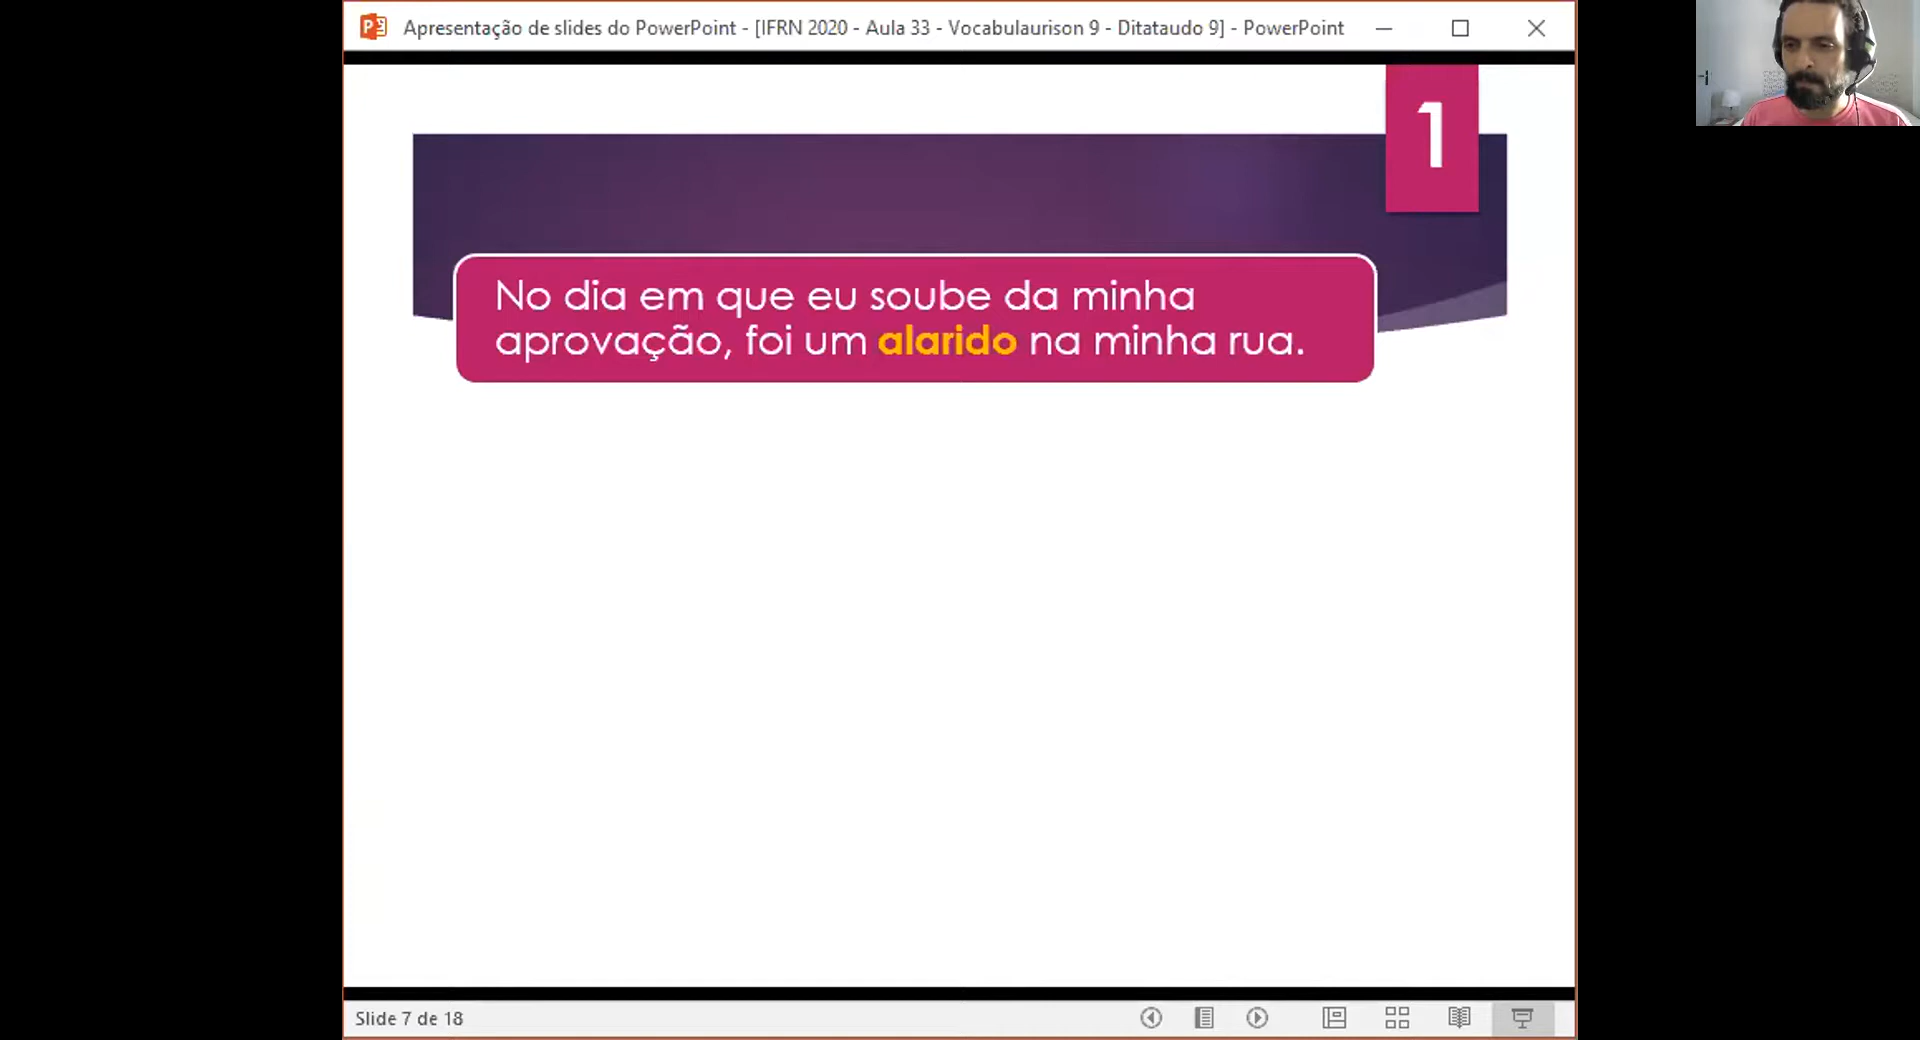 Apresentação de slides do PowerPoint - [IFRN 2020 - Aula 33 - Vocabulaurison 9 - Ditataudo 9] - PowerPoint
1
No dia em que eu soube da minha
aprovação, foi um alarido na minha rua.
Slide 7 de 18